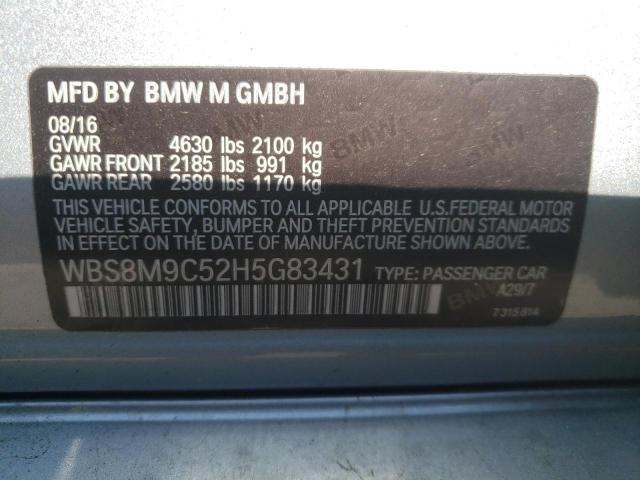 MFD BY BMW M GMBH
08/16
GVWR 4630 lbs 2100 kg
GAWR FRONT 2185 lbs 991 kg
GAWR REAR 2580 lbs 1170 kg
THIS VEHICLE CONFORMS TO ALL APPLICABLE U.S.FEDERAL MOTOR
VEHICLE SAFETY, BUMPER AND THEFT PREVENTION STANDARDS
IN EFFECT ON THE DATE OF MANUFACTURE SHOWN ABOVE.
WBS8M9C52H5G83431 TYPE: PASSENGER CAR
A29/7
7315814